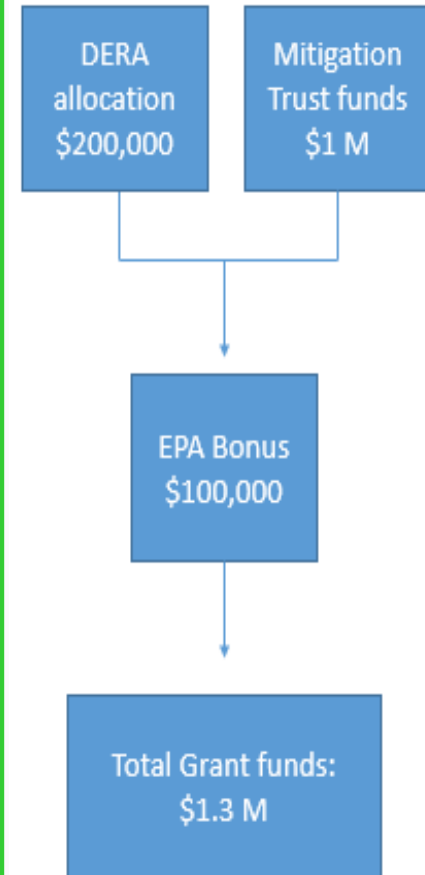 DERA
allocation
$200,000
Mitigation
Trust funds
$1 M
EPA Bonus
$100,000
Total Grant funds:
$1.3 M